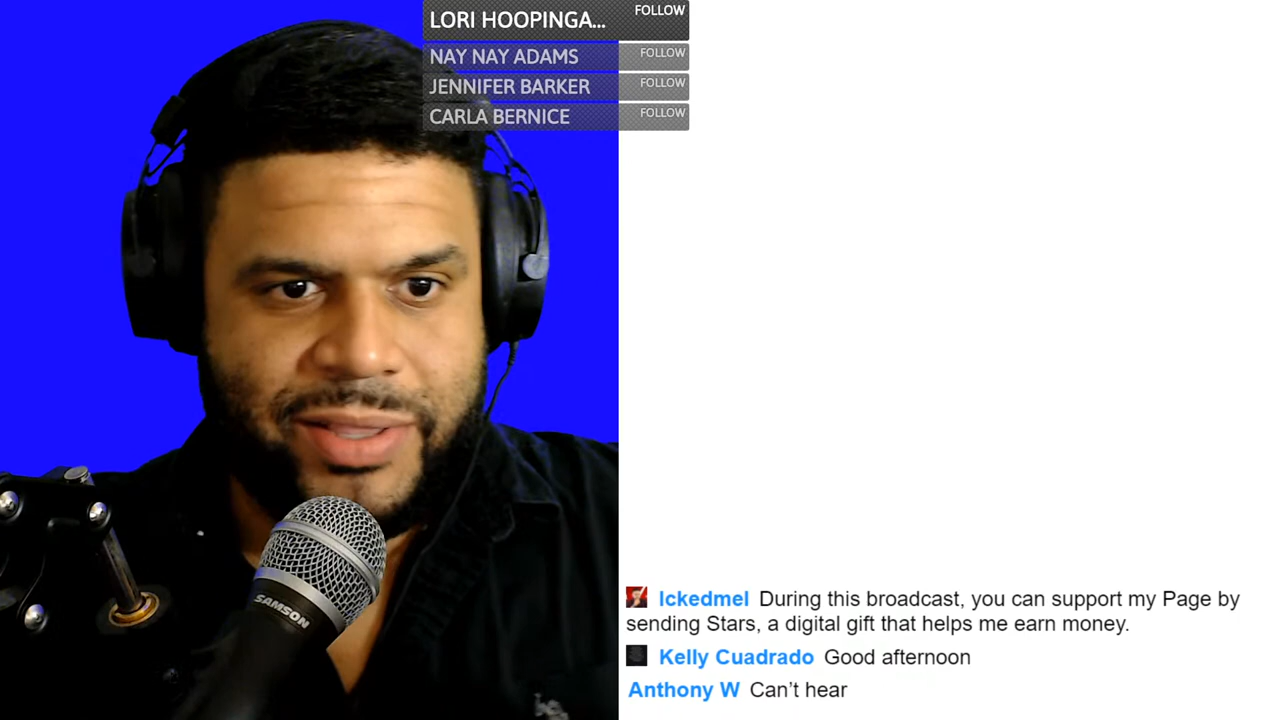 LORI HOOPINGA... FOLLOW
NAY NAY ADAMS FOLLOW
JENNIFER BARKER FOLLOW
CARLA BERNICE FOLLOW
SAMSON
Ickedmel During this broadcast, you can support my Page by
sending Stars, a digital gift that helps me earn money.
Kelly Cuadrado Good afternoon
Anthony W Can’t hear